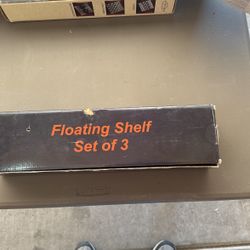 Floating Shelf
Set of 3